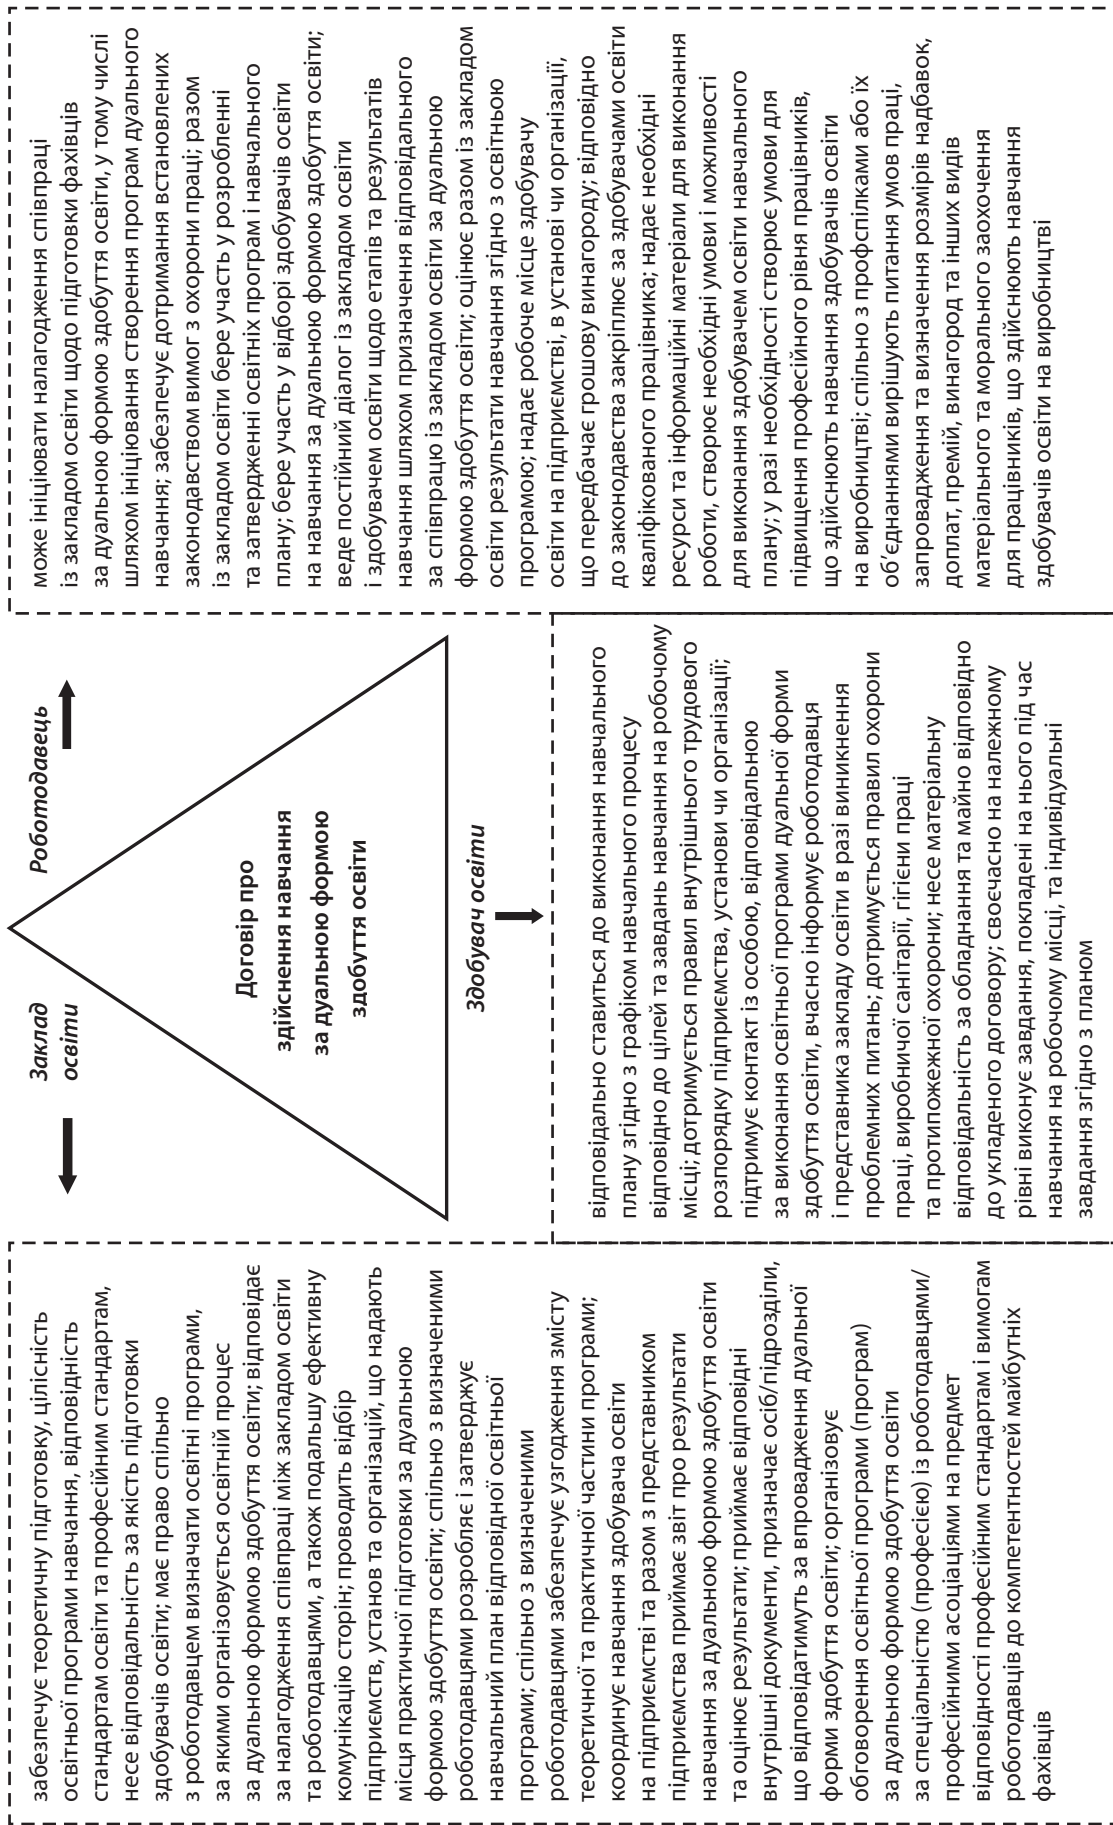 Заклад
освіти
Роботодавець
Договір про
здійснення навчання
за дуальною формою
здобуття освіти
Здобувач освіти
забезпечує теоретичну підготовку, цілісність
освітньої програми навчання, відповідність
стандартам освіти та професійним стандартам,
несе відповідальність за якість підготовки
здобувачів освіти; має право спільно
з роботодавцем визначати освітні програми,
за якими організовується освітній процес
за дуальною формою здобуття освіти; відповідає
за налагодження співпраці між закладом освіти
та роботодавцями, а також подальшу ефективну
комунікацію сторін; проводить відбір
підприємств, установ та організацій, що надають
місця практичної підготовки за дуальною
формою здобуття освіти; спільно з визначеними
роботодавцями розробляє і затверджує
навчальний план відповідної освітньої
програми; спільно з визначеними
роботодавцями забезпечує узгодження змісту
теоретичної та практичної частини програми;
координує навчання здобувача освіти
на підприємстві та разом з представником
підприємства приймає звіт про результати
навчання за дуальною формою здобуття освіти
та оцінює результати; приймає відповідні
внутрішні документи, призначає осіб/підрозділи,
що відповідатимуть за впровадження дуальної
форми здобуття освіти; організовує
обговорення освітньої програми (програм)
за дуальною формою здобуття освіти
за спеціальністю (професією) із роботодавцями/
професійними асоціаціями на предмет
відповідності професійним стандартам і вимогам
роботодавців до компетентностей майбутніх
фахівців
відповідально ставиться до виконання навчального
плану згідно з графіком навчального процесу
відповідно до цілей та завдань навчання на робочому
місці; дотримується правил внутрішнього трудового
розпорядку підприємства, установи чи організації;
підтримує контакт із особою, відповідальною
за виконання освітньої програми дуальної форми
здобуття освіти, вчасно інформує роботодавця
і представника закладу освіти в разі виникнення
проблемних питань; дотримується правил охорони
праці, виробничої санітарії, гігієни праці
та протипожежної охорони; несе матеріальну
відповідальність за обладнання та майно відповідно
до укладеного договору; своєчасно на належному
рівні виконує завдання, покладені на нього під час
навчання на робочому місці, та індивідуальні
завдання згідно з планом
може ініціювати налагодження співпраці
із закладом освіти щодо підготовки фахівців
за дуальною формою здобуття освіти, у тому числі
шляхом ініціювання створення програм дуального
навчання; забезпечує дотримання встановлених
законодавством вимог з охорони праці; разом
із закладом освіти бере участь у розробленні
та затвердженні освітніх програм і навчального
плану; бере участь у відборі здобувачів освіти
на навчання за дуальною формою здобуття освіти;
веде постійний діалог із закладом освіти
і здобувачем освіти щодо етапів та результатів
навчання шляхом призначення відповідального
за співпрацю із закладом освіти за дуальною
формою здобуття освіти; оцінює разом із закладом
освіти результати навчання згідно з освітньою
програмою; надає робоче місце здобувачу
освіти на підприємстві, в установі чи організації,
що передбачає грошову винагороду; відповідно
до законодавства закріплює за здобувачами освіти
кваліфікованого працівника; надає необхідні
ресурси та інформаційні матеріали для виконання
роботи, створює необхідні умови і можливості
для виконання здобувачем освіти навчального
плану; у разі необхідності створює умови для
підвищення професійного рівня працівників,
що здійснюють навчання здобувачів освіти
на виробництві; спільно з профспілками або їх
об’єднаннями вирішують питання умов праці,
запровадження та визначення розмірів надбавок,
доплат, премій, винагород та інших видів
матеріального та морального заохочення
для працівників, що здійснюють навчання
здобувачів освіти на виробництві